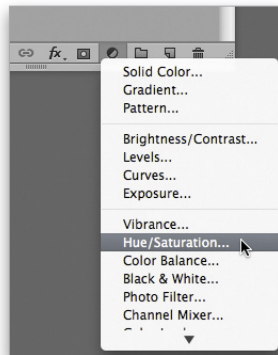 fx
Solid Color...
Gradient...
Pattern...
Brightness/Contrast...
Levels...
Curves...
Exposure...
Vibrance...
Hue/Saturation...
Color Balance...
Black & White...
Photo Filter...
Channel Mixer...